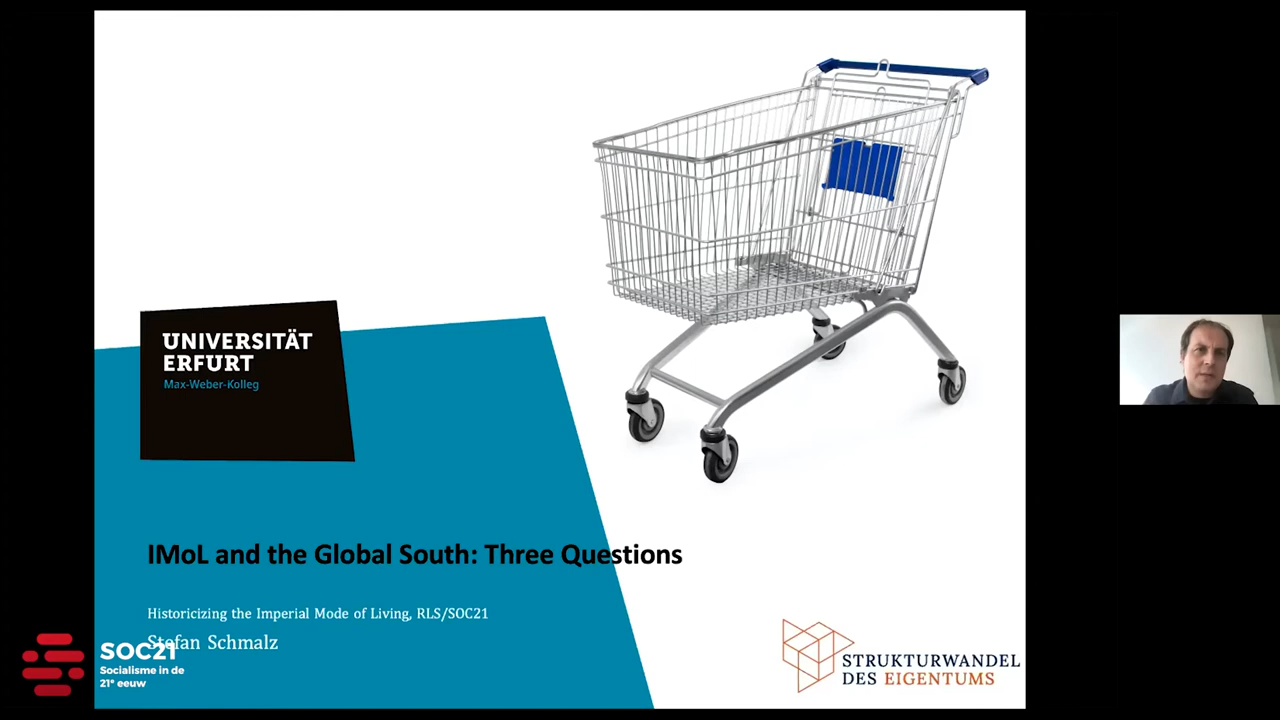 UNIVERSITÄT
ERFURT
Max-Weber-Kolleg
IMoL and the Global South: Three Questions
Historicizing the Imperial Mode of Living, RLS/SOC21
Stefan Schmalz
SOC21
Socialisme in de
21e eeuw
STRUKTURWANDEL
DES EIGENTUMS